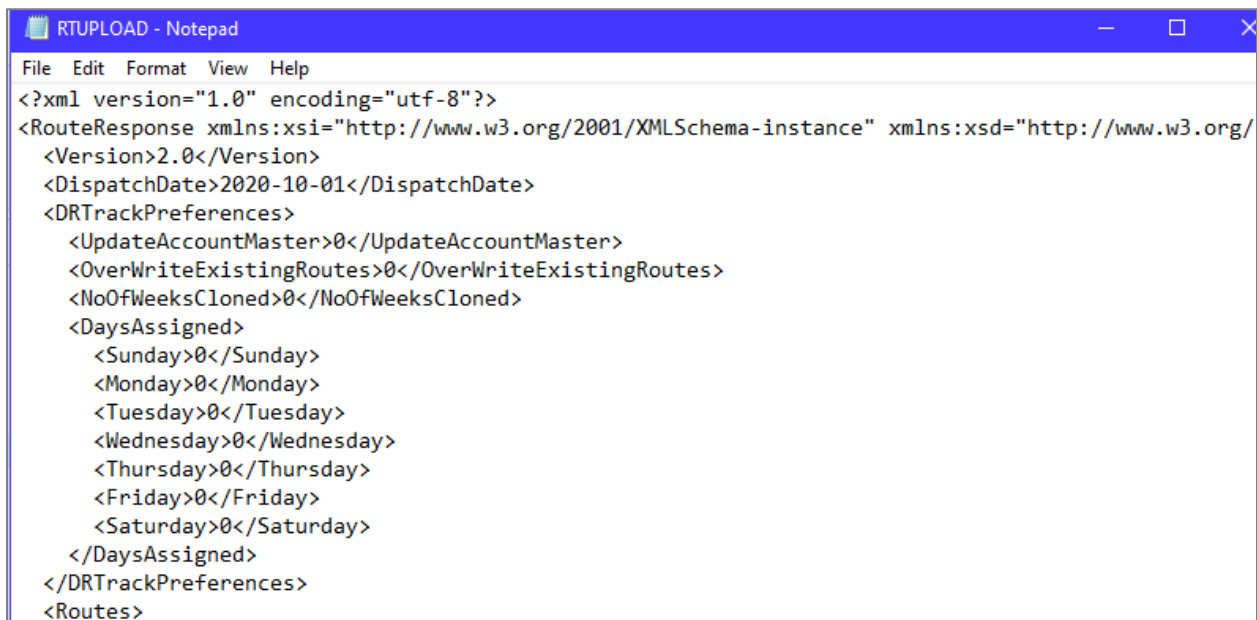 RTUPLOAD - Notepad
File Edit Format View Help
<?xml version="1.0" encoding="utf-8"?>
<RouteResponse xmlns:xsi="http://www.w3.org/2001/XMLSchema-instance" xmlns:xsd="http://www.w3.org/
  <Version>2.0</Version>
  <DispatchDate>2020-10-01</DispatchDate>
  <DRTrackPreferences>
    <UpdateAccountMaster>0</UpdateAccountMaster>
    <OverWriteExistingRoutes>0</OverWriteExistingRoutes>
    <NoOfWeeksCloned>0</NoOfWeeksCloned>
    <DaysAssigned>
      <Sunday>0</Sunday>
      <Monday>0</Monday>
      <Tuesday>0</Tuesday>
      <Wednesday>0</Wednesday>
      <Thursday>0</Thursday>
      <Friday>0</Friday>
      <Saturday>0</Saturday>
    </DaysAssigned>
  </DRTrackPreferences>
  <Routes>